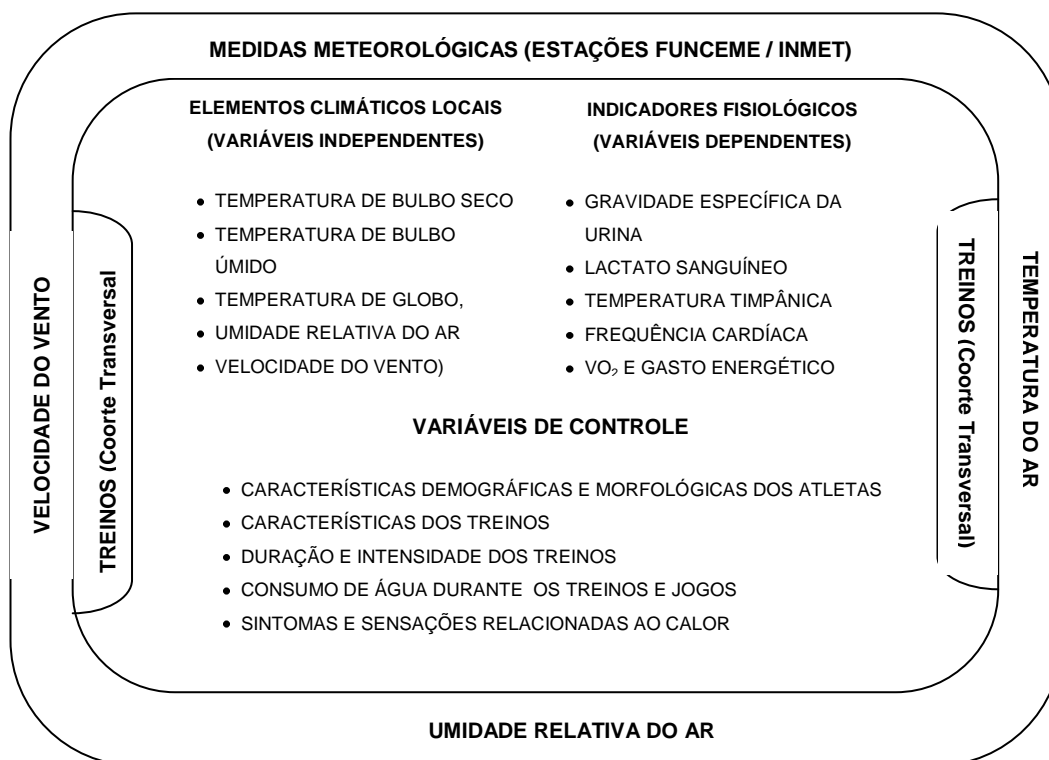 MEDIDAS METEOROLÓGICAS (ESTAÇÕES FUNCEME / INMET)
ELEMENTOS CLIMÁTICOS LOCAIS
(VARIÁVEIS INDEPENDENTES)
• TEMPERATURA DE BULBO SECO
• TEMPERATURA DE BULBO
ÚMIDO
• TEMPERATURA DE GLOBO,
• UMIDADE RELATIVA DO AR
• VELOCIDADE DO VENTO)
INDICADORES FISIOLÓGICOS
(VARIÁVEIS DEPENDENTES)
• GRAVIDADE ESPECÍFICA DA
URINA
• LACTATO SANGUÍNEO
• TEMPERATURA TIMPÂNICA
• FREQUÊNCIA CARDÍACA
• VO₂ E GASTO ENERGÉTICO
VELOCIDADE DO VENTO
TREINOS (Coorte Transversal
TREINOS (Coorte Transversal)
TEMPERATURA DO AR
VARIÁVEIS DE CONTROLE
• CARACTERÍSTICAS DEMOGRÁFICAS E MORFOLÓGICAS DOS ATLETAS
• CARACTERÍSTICAS DOS TREINOS
• DURAÇÃO E INTENSIDADE DOS TREINOS
• CONSUMO DE ÁGUA DURANTE OS TREINOS E JOGOS
• SINTOMAS E SENSAÇÕES RELACIONADAS AO CALOR
UMIDADE RELATIVA DO AR